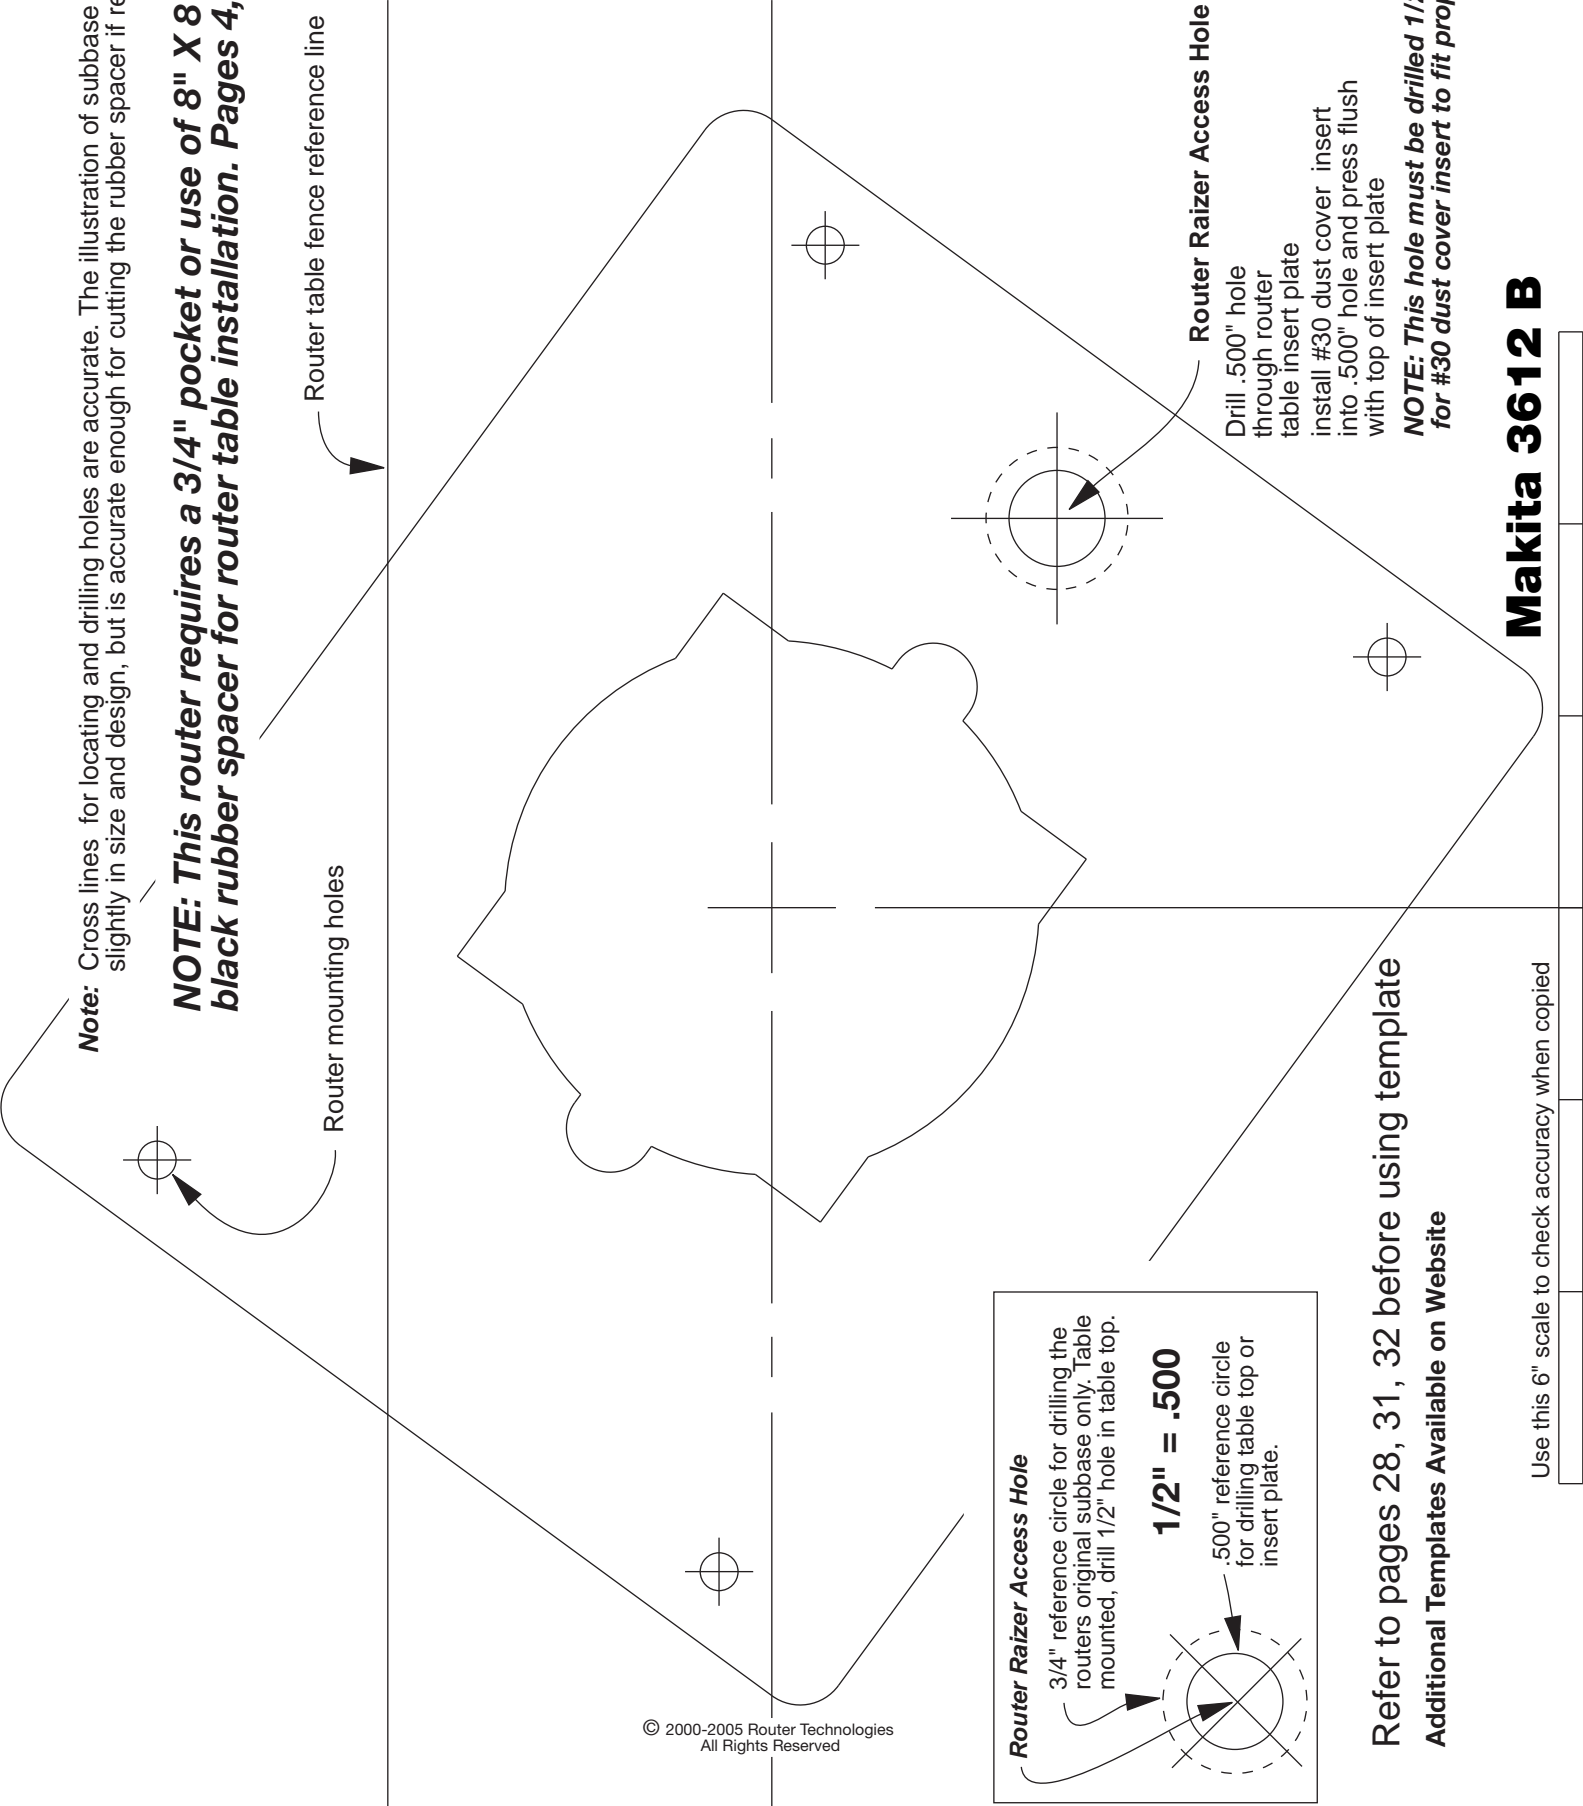 Note: Cross lines for locating and drilling holes are accurate. The illustration of subbase
slightly in size and design, but is accurate enough for cutting the rubber spacer if
NOTE: This router requires a 3/4" pocket or use of 8" X 8
black rubber spacer for router table installation. Pages 4,
Router table fence reference line
Router mounting holes
Router Raizer Access Hole
Drill .500" hole
through router
table insert plate
install #30 dust cover insert
into .500" hole and press flush
with top of insert plate
NOTE: This hole must be drilled
for #30 dust cover insert to fit
Makita 3612 B
© 2000-2005 Router Technologies
All Rights Reserved
Router Raizer Access Hole
3/4" reference circle for drilling the
routers original subbase only. Table
mounted, drill 1/2" hole in table top.
1/2" = .500
.500" reference circle
for drilling table top or
insert plate.
Refer to pages 28, 31, 32 before using template
Additional Templates Available on Website
Use this 6" scale to check accuracy when copied